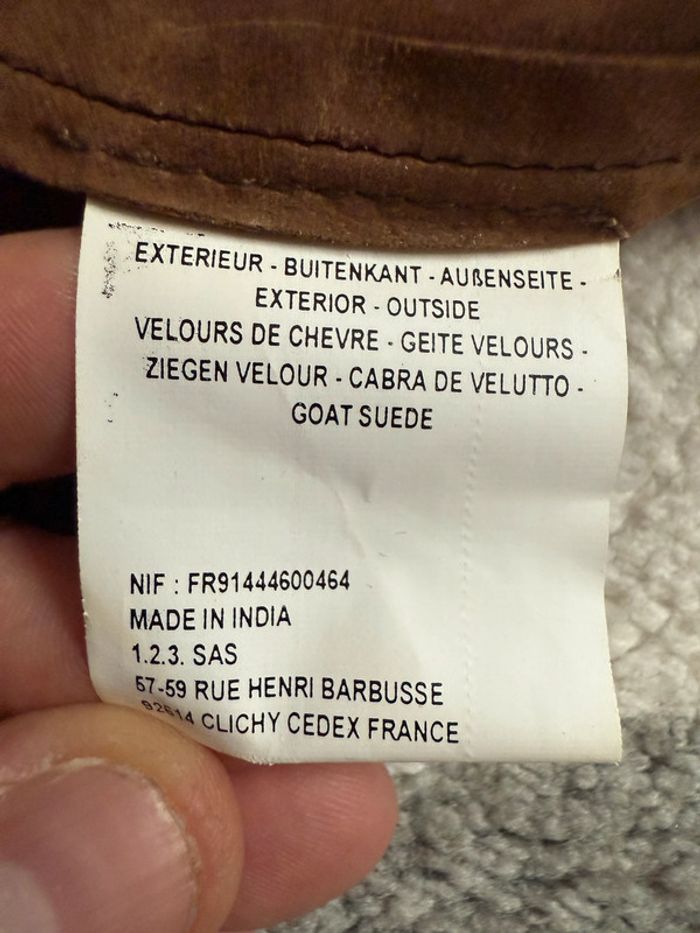 EXTERIEUR - BUITENKANT - AUßENSEITE -
EXTERIOR - OUTSIDE
VELOURS DE CHEVRE - GEITE VELOURS -
ZIEGEN VELOUR - CABRA DE VELUTTO -
GOAT SUEDE
NIF : FR91444600464
MADE IN INDIA
1.2.3. SAS
57-59 RUE HENRI BARBUSSE
92614 CLICHY CEDEX FRANCE